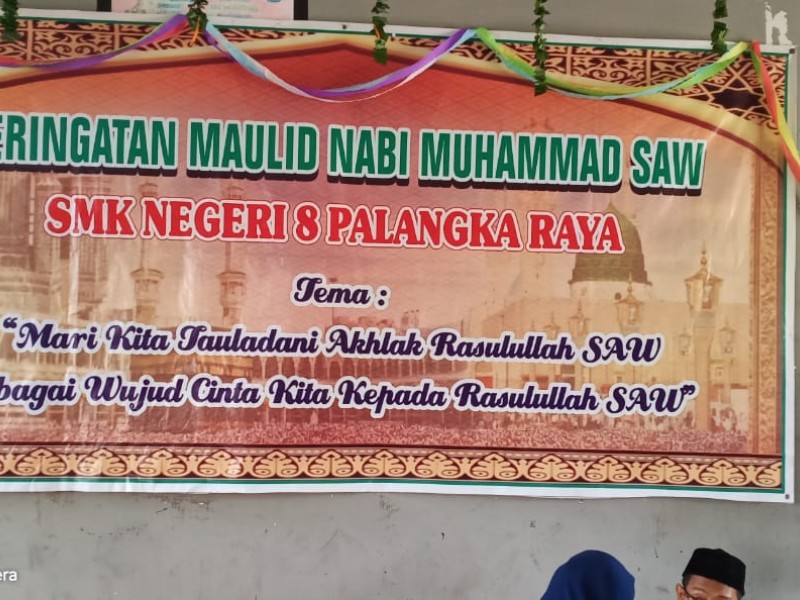 ERINGATAN MAULID NABI MUHAMMAD SAW
SMK NEGERI 8 PALANGKA RAYA
Tema :
"Mari Kita Tauladani Akhlak Rasulullah SAW
bagai Wujud Cinta Kita Kepada Rasulullah SAW"
era